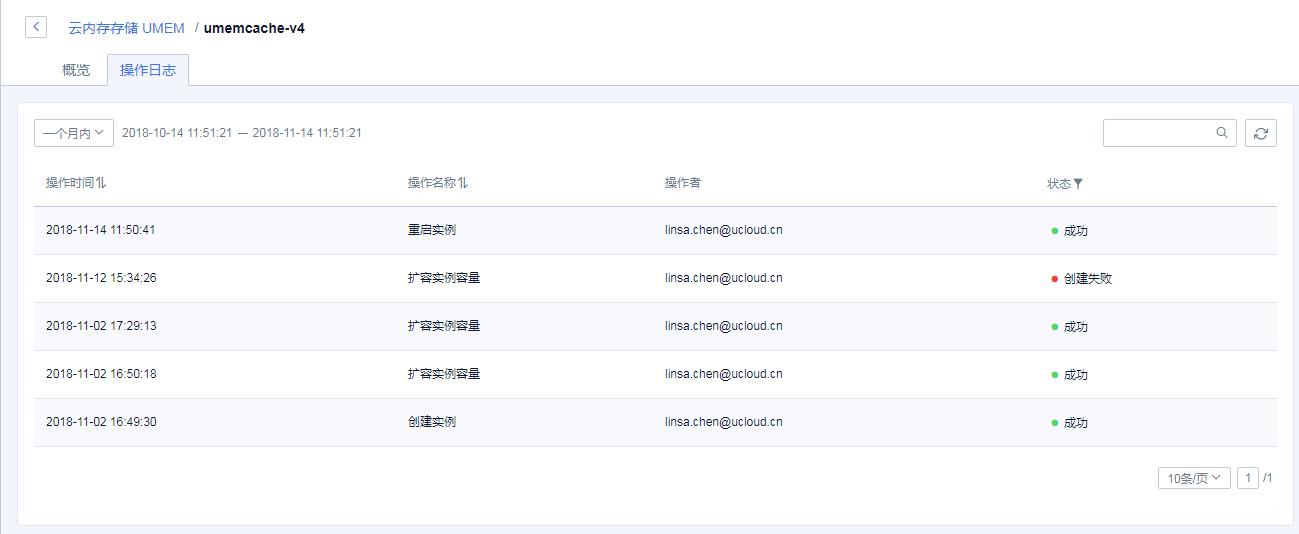 云内存存储 UMEM / umemcache-v4
概览 操作日志
一个月内 2018-10-14 11:51:21 — 2018-11-14 11:51:21
操作时间 操作名称 操作者 状态
2018-11-14 11:50:41 重启实例 linsa.chen@ucloud.cn 成功
2018-11-12 15:34:26 扩容实例容量 linsa.chen@ucloud.cn 创建失败
2018-11-02 17:29:13 扩容实例容量 linsa.chen@ucloud.cn 成功
2018-11-02 16:50:18 扩容实例容量 linsa.chen@ucloud.cn 成功
2018-11-02 16:49:30 创建实例 linsa.chen@ucloud.cn 成功
10条/页 1 /1